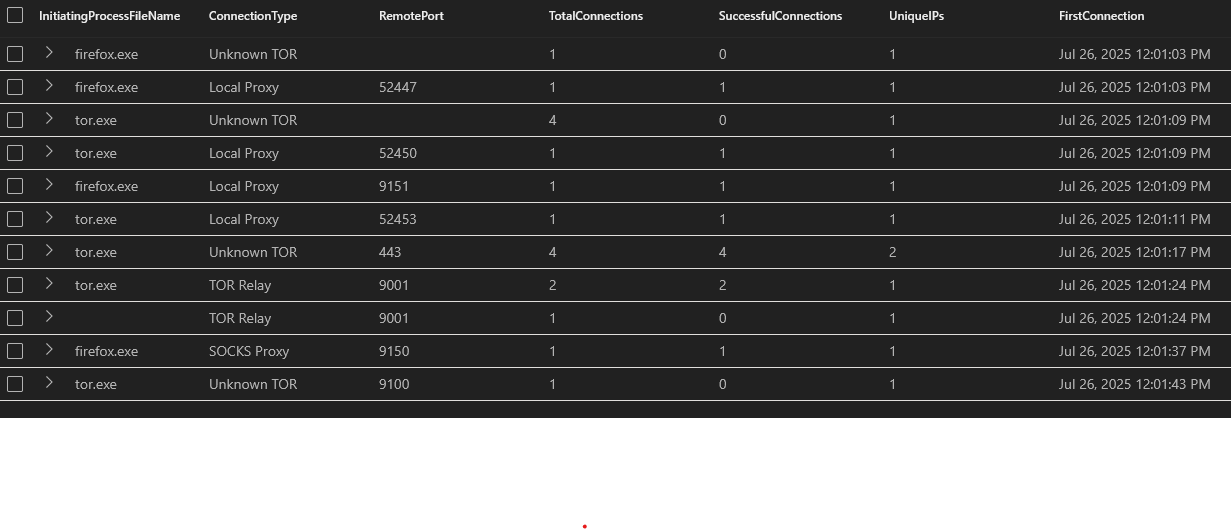 InitiatingProcessFileName ConnectionType RemotePort TotalConnections SuccessfulConnections UniqueIPs FirstConnection
firefox.exe Unknown TOR 1 0 1 Jul 26, 2025 12:01:03 PM
firefox.exe Local Proxy 52447 1 1 1 Jul 26, 2025 12:01:03 PM
tor.exe Unknown TOR 4 0 1 Jul 26, 2025 12:01:09 PM
tor.exe Local Proxy 52450 1 1 1 Jul 26, 2025 12:01:09 PM
firefox.exe Local Proxy 9151 1 1 1 Jul 26, 2025 12:01:09 PM
tor.exe Local Proxy 52453 1 1 1 Jul 26, 2025 12:01:11 PM
tor.exe Unknown TOR 443 4 4 2 Jul 26, 2025 12:01:17 PM
tor.exe TOR Relay 9001 2 2 1 Jul 26, 2025 12:01:24 PM
TOR Relay 9001 1 0 1 Jul 26, 2025 12:01:24 PM
firefox.exe SOCKS Proxy 9150 1 1 1 Jul 26, 2025 12:01:37 PM
tor.exe Unknown TOR 9100 1 0 1 Jul 26, 2025 12:01:43 PM